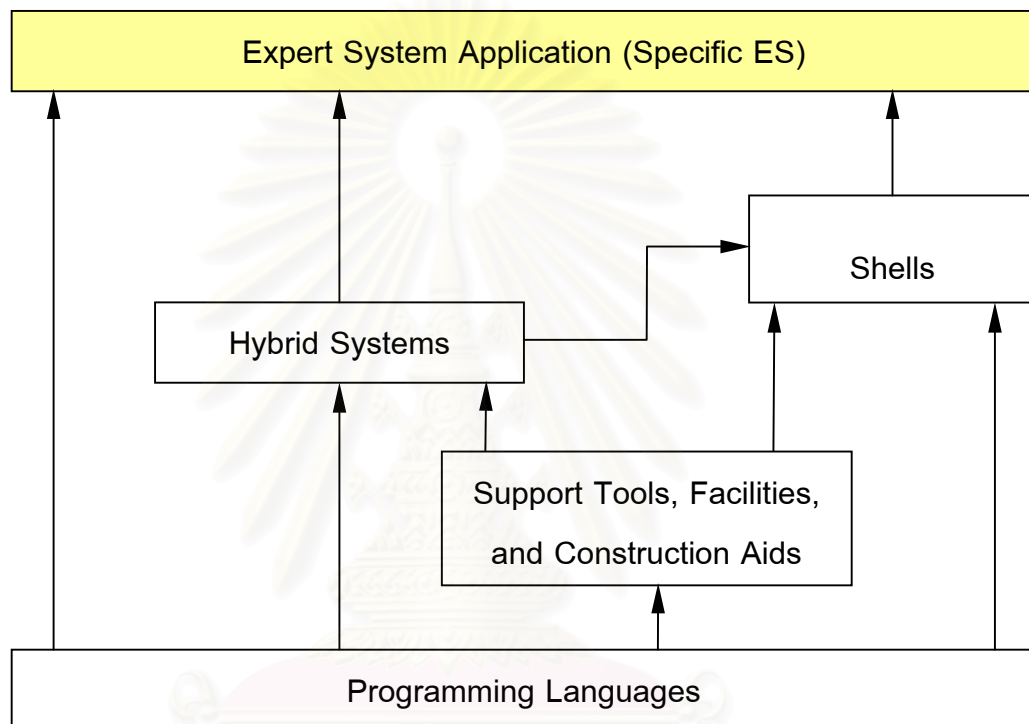 Expert System Application (Specific ES)
Shells
Hybrid Systems
Support Tools, Facilities,
and Construction Aids
Programming Languages